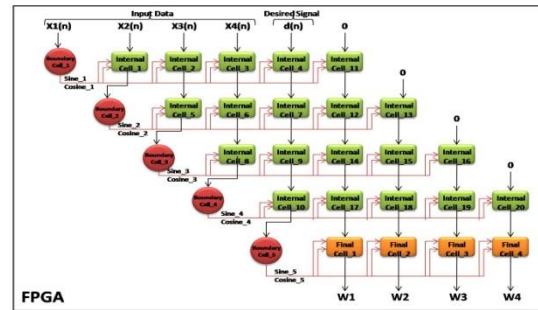 Input Data Desired Signal
X1(n) X2(n) X3(n) X4(n) d(n) 0
Boundary Cell_1 Internal Cell_1 Internal Cell_2 Internal Cell_3 Internal Cell_4 Internal Cell_11
Sine_1
Cosine_1
0
Boundary Cell_2 Internal Cell_5 Internal Cell_6 Internal Cell_7 Internal Cell_12 Internal Cell_13
Sine_2
Cosine_2
0
Boundary Cell_3 Internal Cell_8 Internal Cell_9 Internal Cell_14 Internal Cell_15 Internal Cell_16
Sine_3
Cosine_3
0
Boundary Cell_4 Internal Cell_10 Internal Cell_17 Internal Cell_18 Internal Cell_19 Internal Cell_20
Sine_4
Cosine_4
Boundary Cell_5 Final Cell_1 Final Cell_2 Final Cell_3 Final Cell_4
Sine_5
Cosine_5
FPGA W1 W2 W3 W4